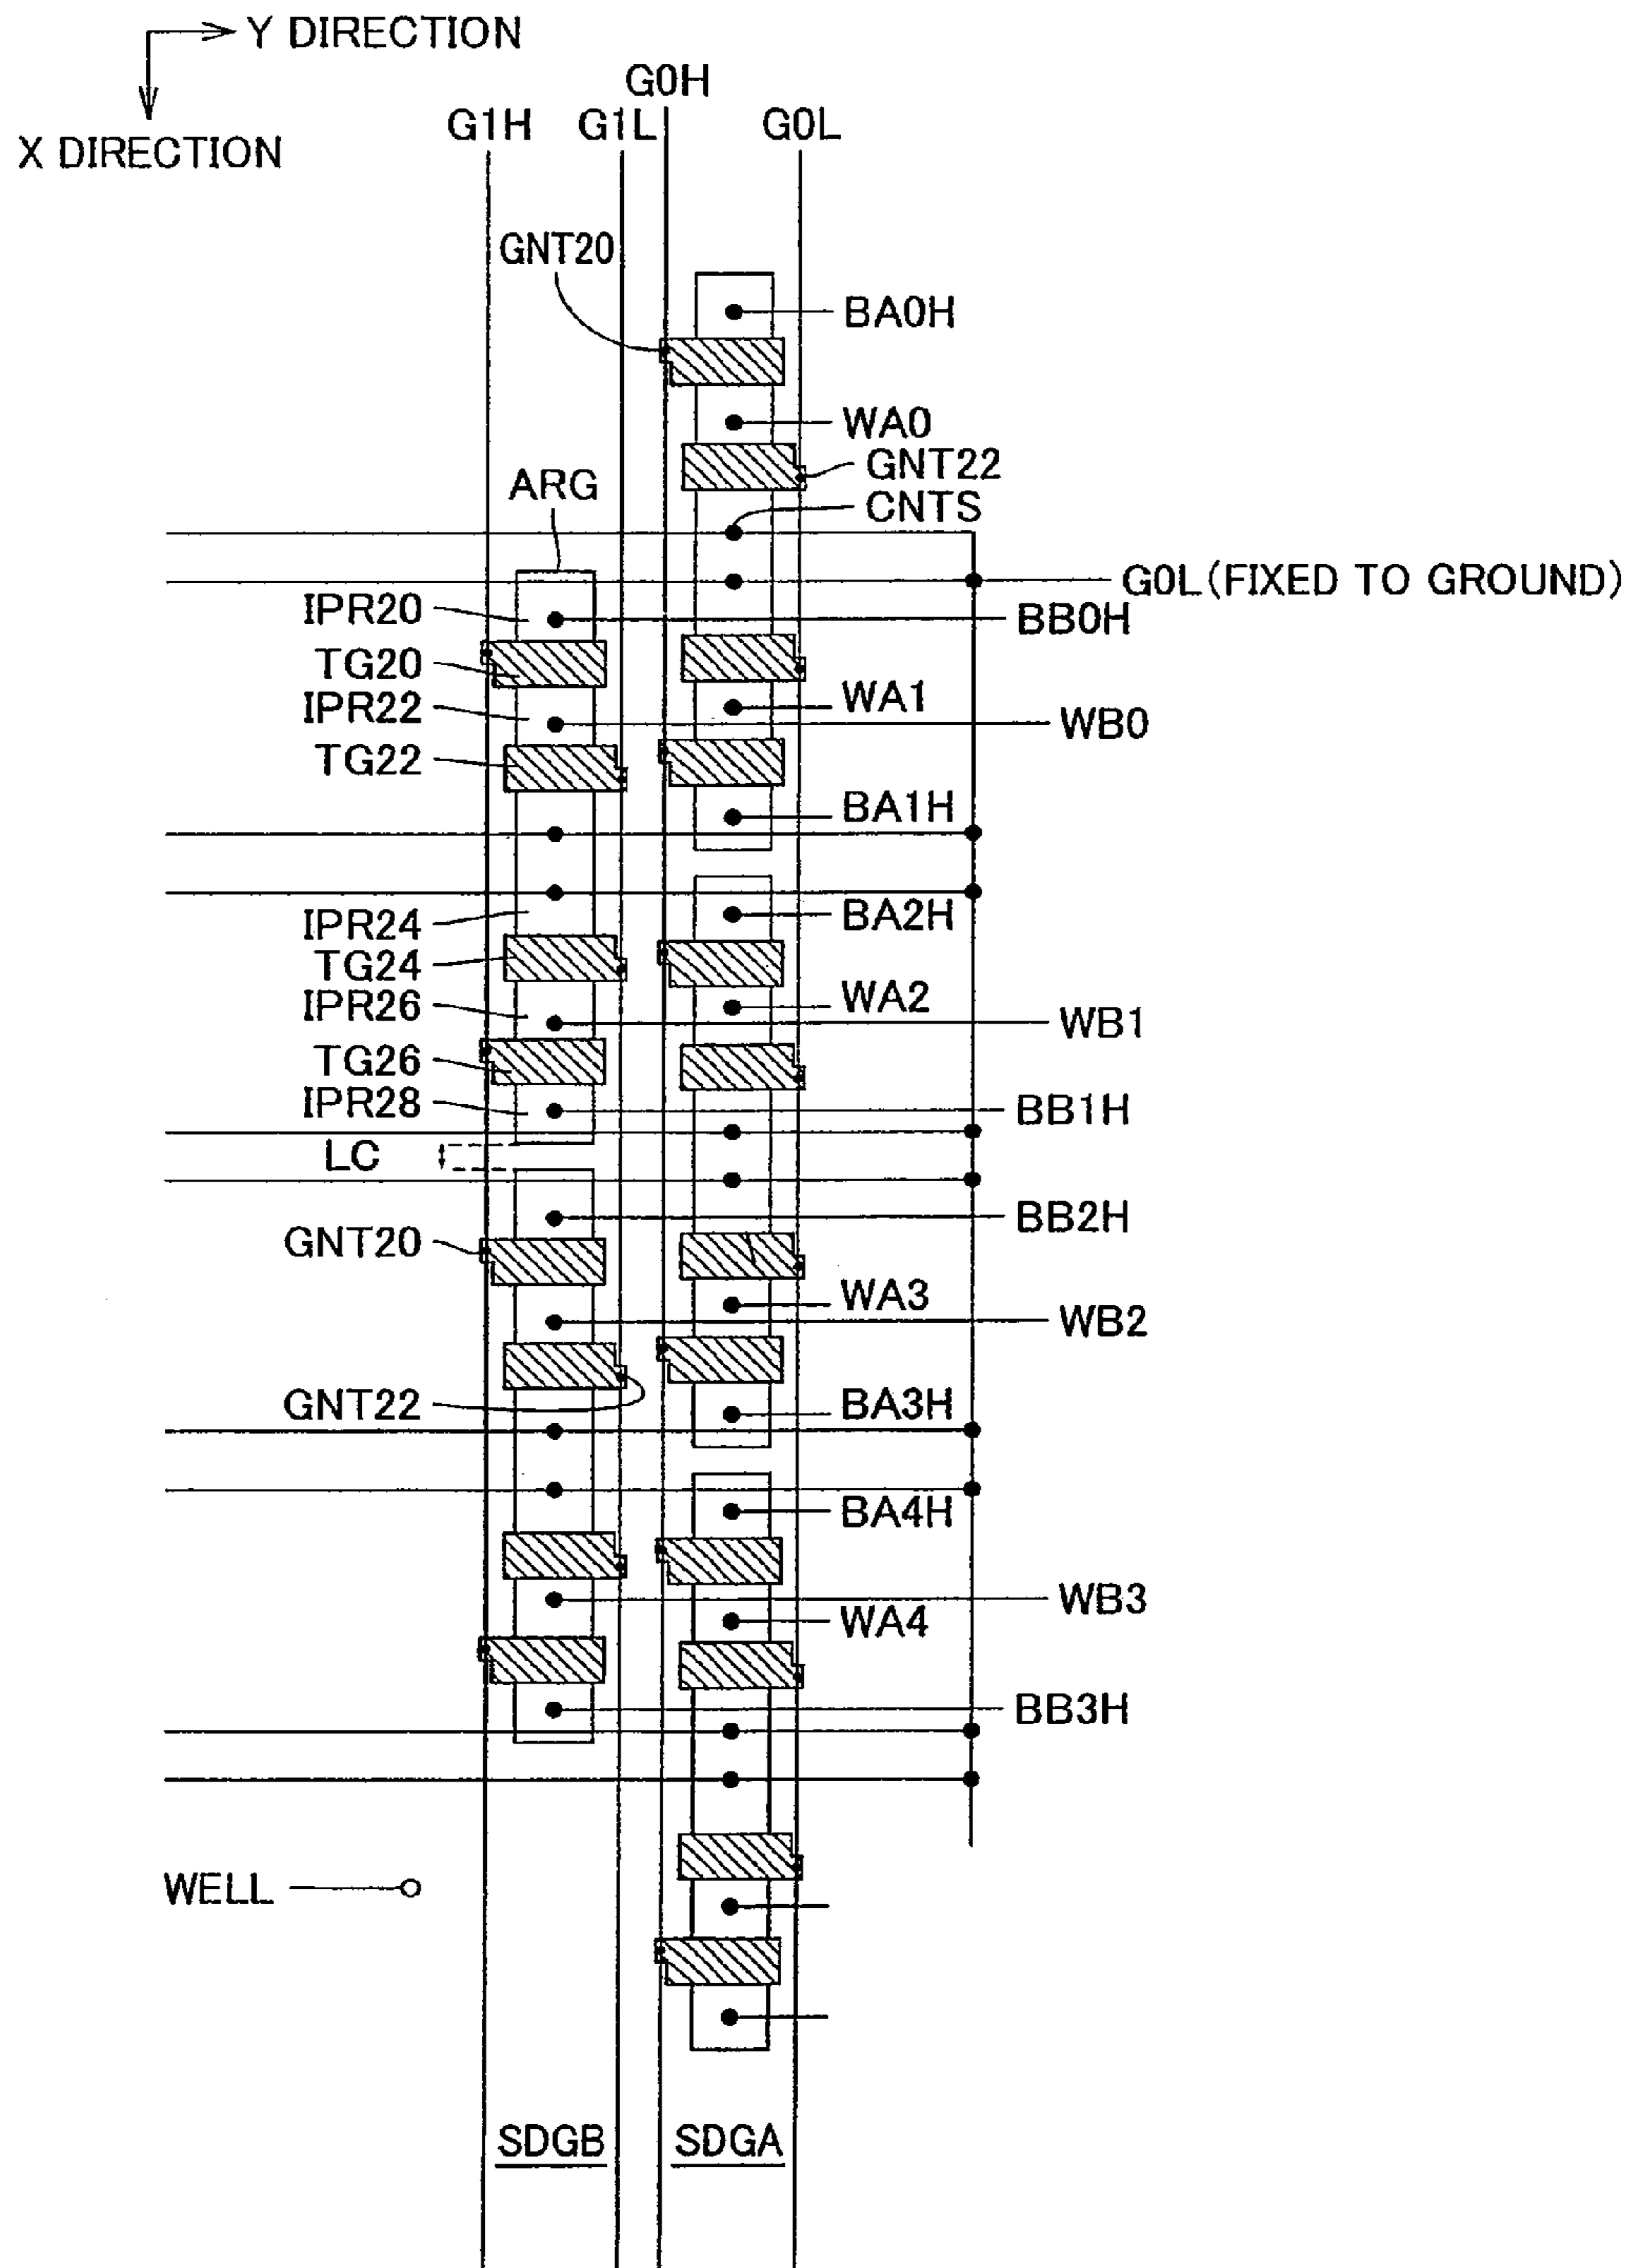 Y DIRECTION
X DIRECTION
G0H
G1H
G1L
G0L
GNT20
BA0H
WA0
GNT22
ARG
CNTS
G0L(FIXED TO GROUND)
IPR20
BB0H
TG20
WA1
IPR22
WB0
TG22
BA1H
BA2H
IPR24
TG24
WA2
IPR26
WB1
TG26
IPR28
BB1H
LC
BB2H
GNT20
WA3
WB2
GNT22
BA3H
BA4H
WB3
WA4
BB3H
WELL
SDGB
SDGA